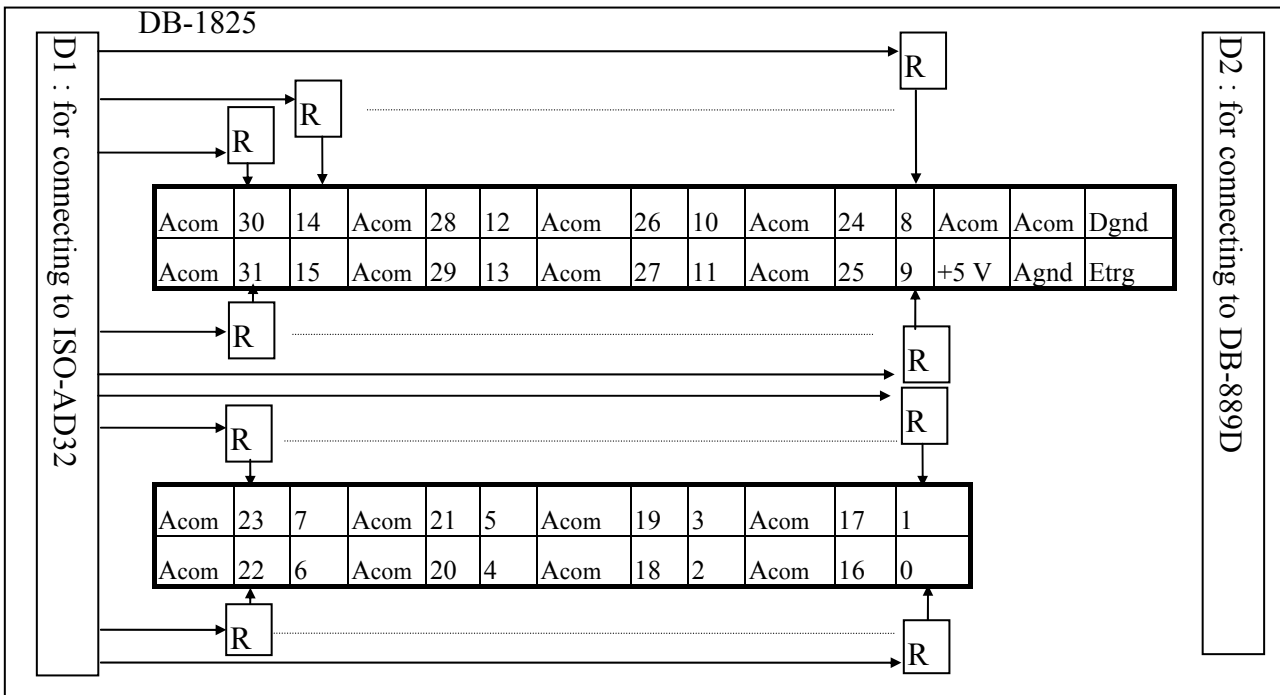 DB-1825
D1 : for connecting to ISO-AD32
D2 : for connecting to DB-889D
R
R
R
Acom 30 14 Acom 28 12 Acom 26 10 Acom 24 8 Acom Acom Dgnd
Acom 31 15 Acom 29 13 Acom 27 11 Acom 25 9 +5 V Agnd Etrg
R
R
R
R
Acom 23 7 Acom 21 5 Acom 19 3 Acom 17 1
Acom 22 6 Acom 20 4 Acom 18 2 Acom 16 0
R
R